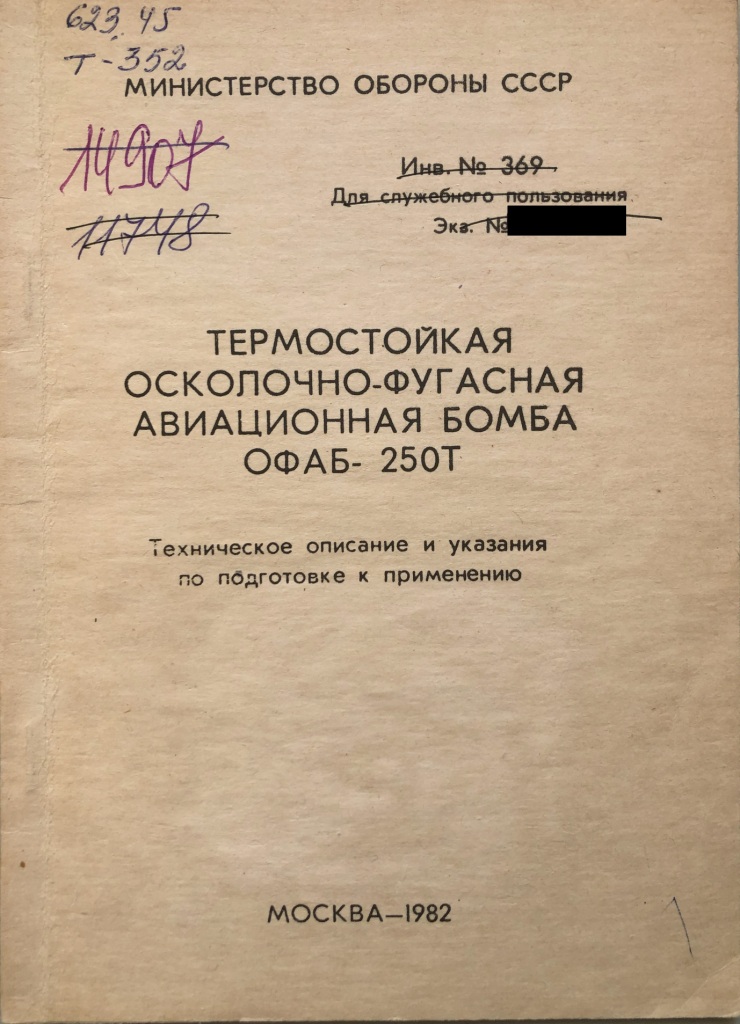 623.45
Т-352
МИНИСТЕРСТВО ОБОРОНЫ СССР
14907
11748
Инв. № 369
Для служебного пользования
Экз. №
ТЕРМОСТОЙКАЯ
ОСКОЛОЧНО-ФУГАСНАЯ
АВИАЦИОННАЯ БОМБА
ОФАБ- 250Т
Техническое описание и указания
по подготовке к применению
МОСКВА—1982